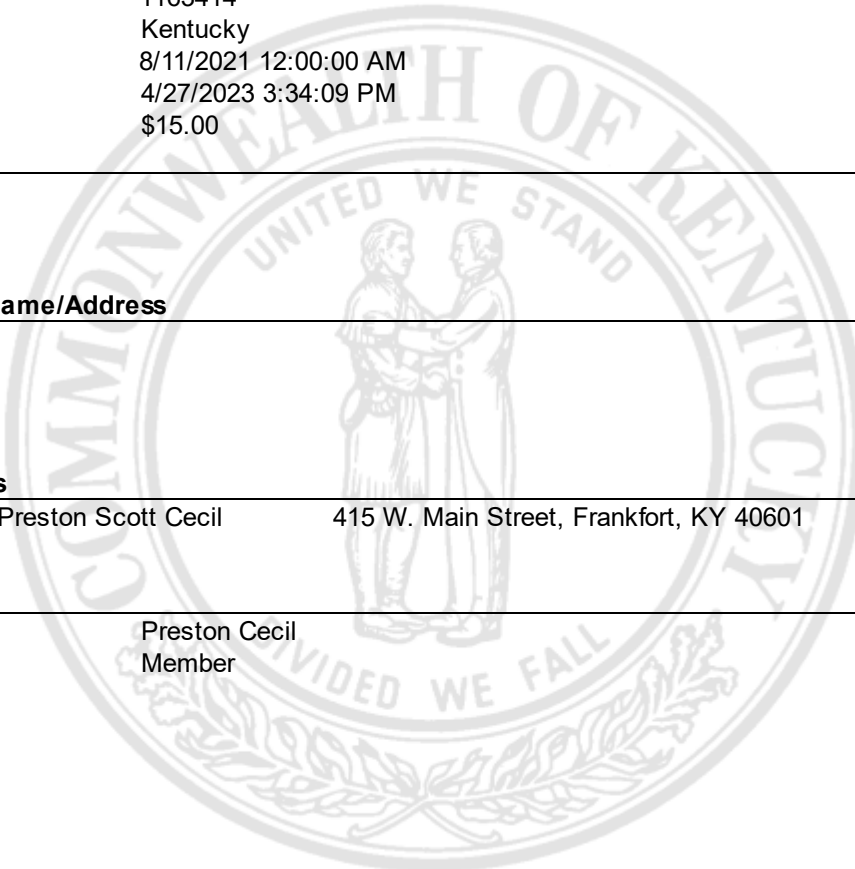 Kentucky
8/11/2021 12:00:00 AM
4/27/2023 3:34:09 PM
$15.00
COMMONWEALTH OF KENTUCKY
UNITED WE STAND
ame/Address
s
Preston Scott Cecil 415 W. Main Street, Frankfort, KY 40601
Preston Cecil
Member
DIVIDED WE FALL